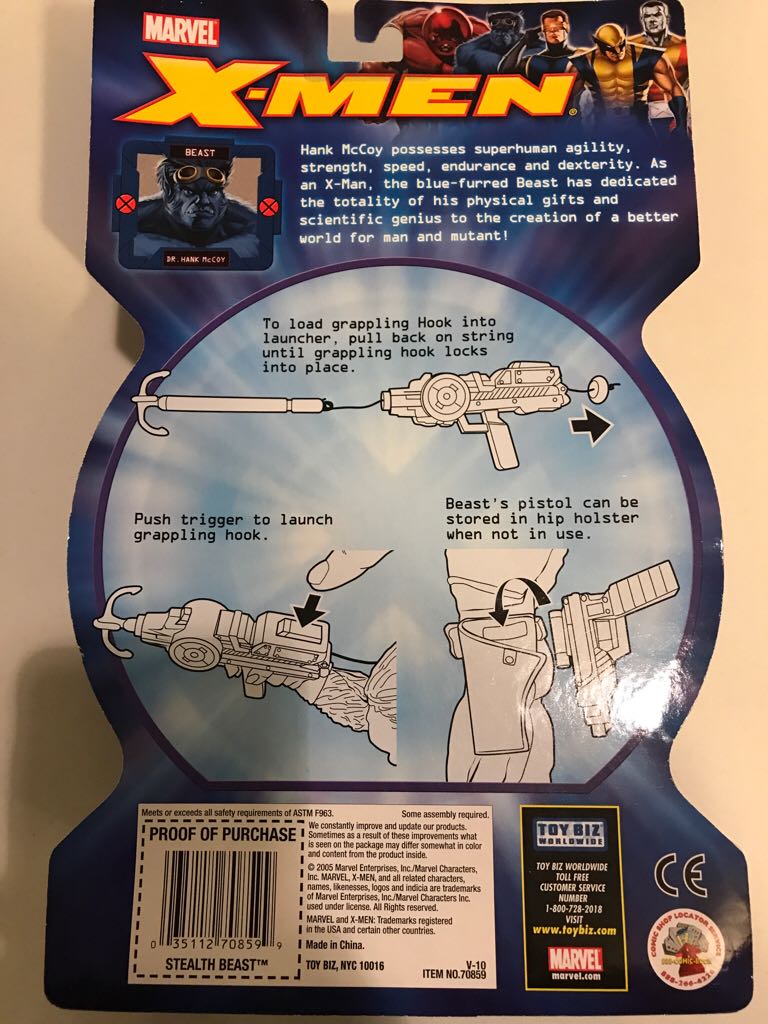 MARVEL
X-MEN®
BEAST
DR. HANK McCOY
Hank McCoy possesses superhuman agility,
strength, speed, endurance and dexterity. As
an X-Man, the blue-furred Beast has dedicated
the totality of his physical gifts and
scientific genius to the creation of a better
world for man and mutant!
To load grappling Hook into
launcher, pull back on string
until grappling hook locks
into place.
Push trigger to launch
grappling hook.
Beast's pistol can be
stored in hip holster
when not in use.
Meets or exceeds all safety requirements of ASTM F963.
Some assembly required.
PROOF OF PURCHASE
0 35112 70859 9
STEALTH BEAST™
We constantly improve and update our products.
Sometimes as a result of these improvements what
is seen on the package may differ somewhat in color
and content from the product inside.
© 2005 Marvel Enterprises, Inc./Marvel Characters,
Inc. MARVEL, X-MEN, and all related characters,
names, likenesses, logos and indicia are trademarks
of Marvel Enterprises, Inc./Marvel Characters Inc.
used under license. All Rights reserved.
MARVEL and X-MEN: Trademarks registered
in the USA and certain other countries.
Made in China.
TOY BIZ, NYC 10016
V-10
ITEM NO.70859
TOY BIZ
WORLDWIDE
TOY BIZ WORLDWIDE
TOLL FREE
CUSTOMER SERVICE
NUMBER
1-800-728-2018
VISIT
www.toybiz.com
MARVEL
marvel.com
CE
COMIC SHOP LOCATOR SERVICE
888-266-4226